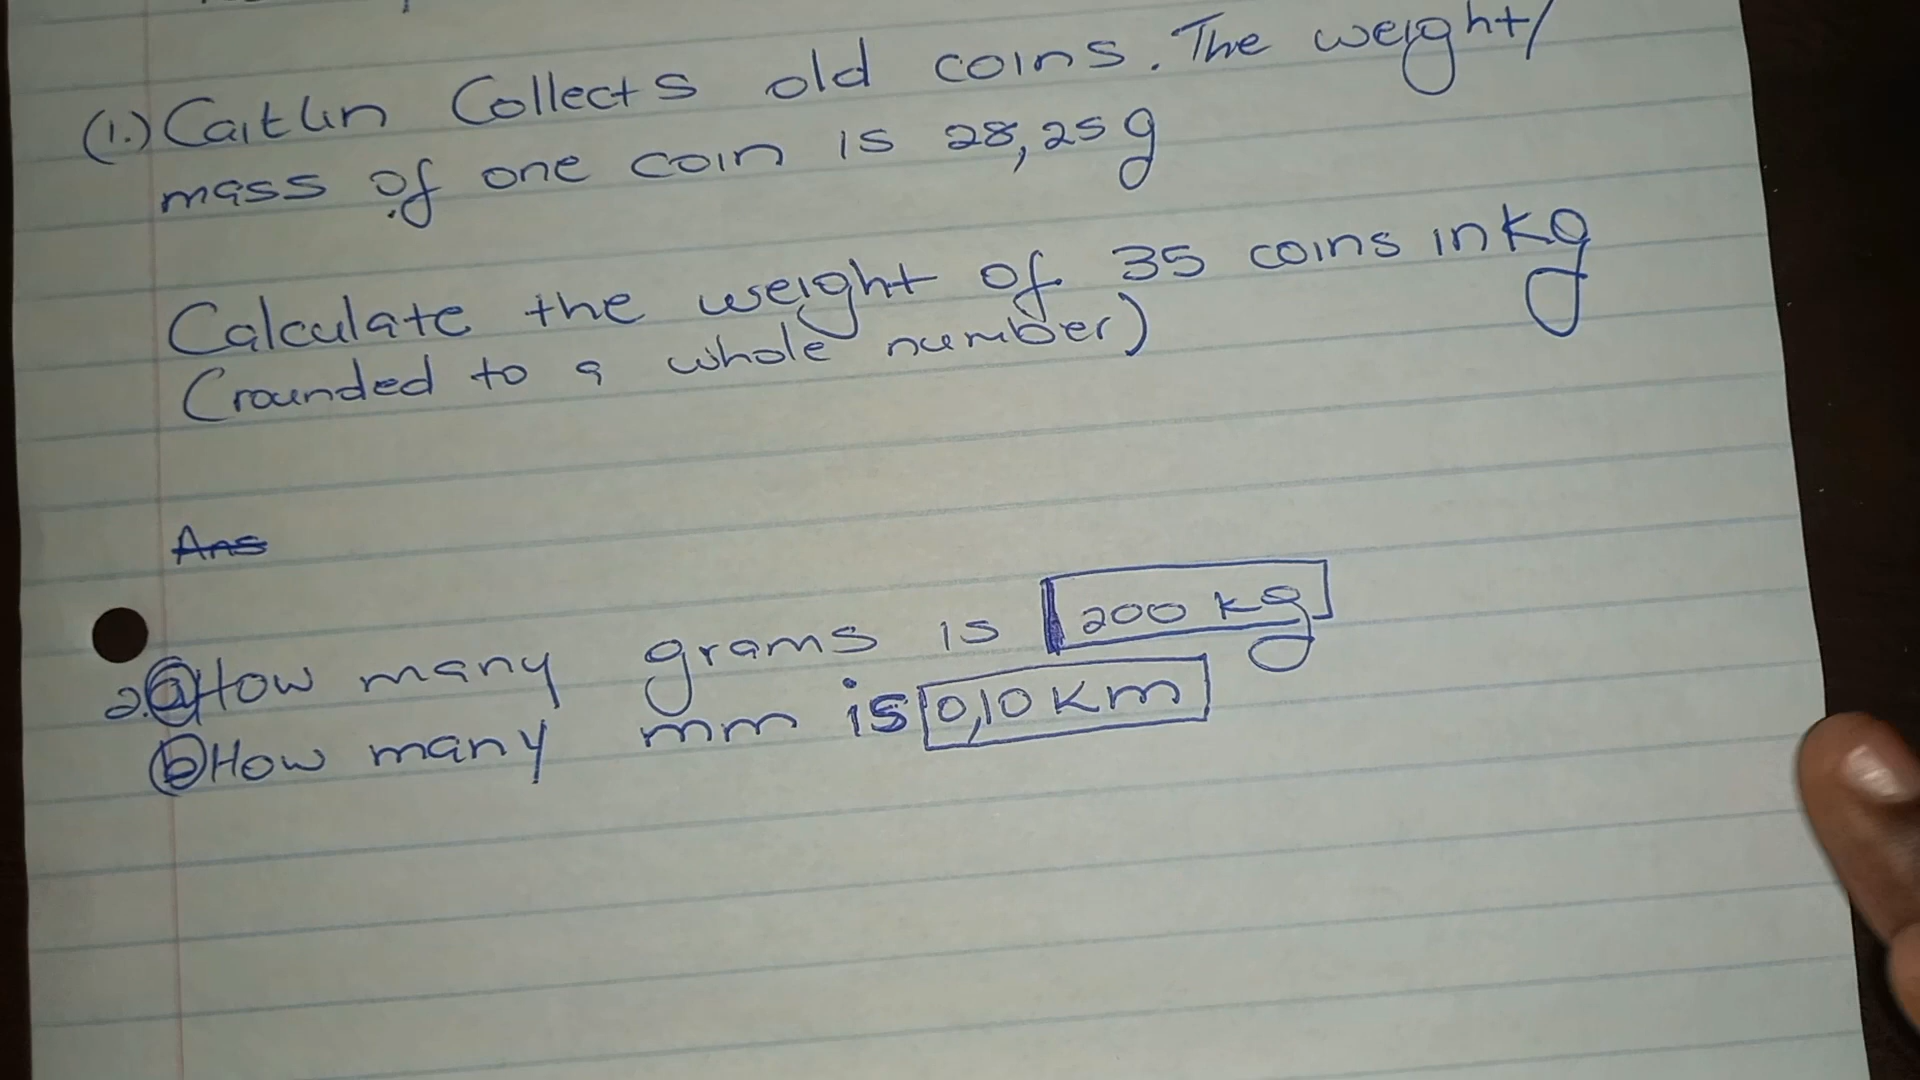 (1.) Caitlin Collects old coins. The weight/
mass of one coin is 28,25g
Calculate the weight of 35 coins in kg
(rounded to a whole number)
Ans
2. a How many grams is 200 kg
b How many mm is 0,10 km